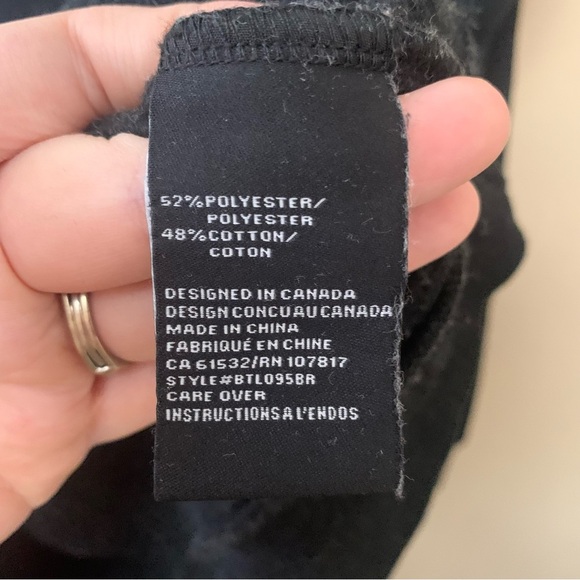 52%POLYESTER/
POLYESTER
48%COTTON/
COTON
DESIGNED IN CANADA
DESIGN CONCU AU CANADA
MADE IN CHINA
FABRIQUÉ EN CHINE
CA 61532/RN 107817
STYLE#BTL095BR
CARE OVER
INSTRUCTIONS A L'ENDOS